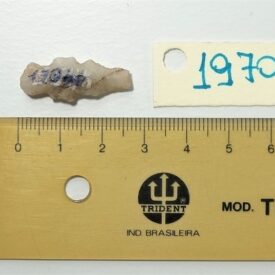 1970
0 1 2 3 4 5 6
TRIDENT
MOD. T
IND. BRASILEIRA